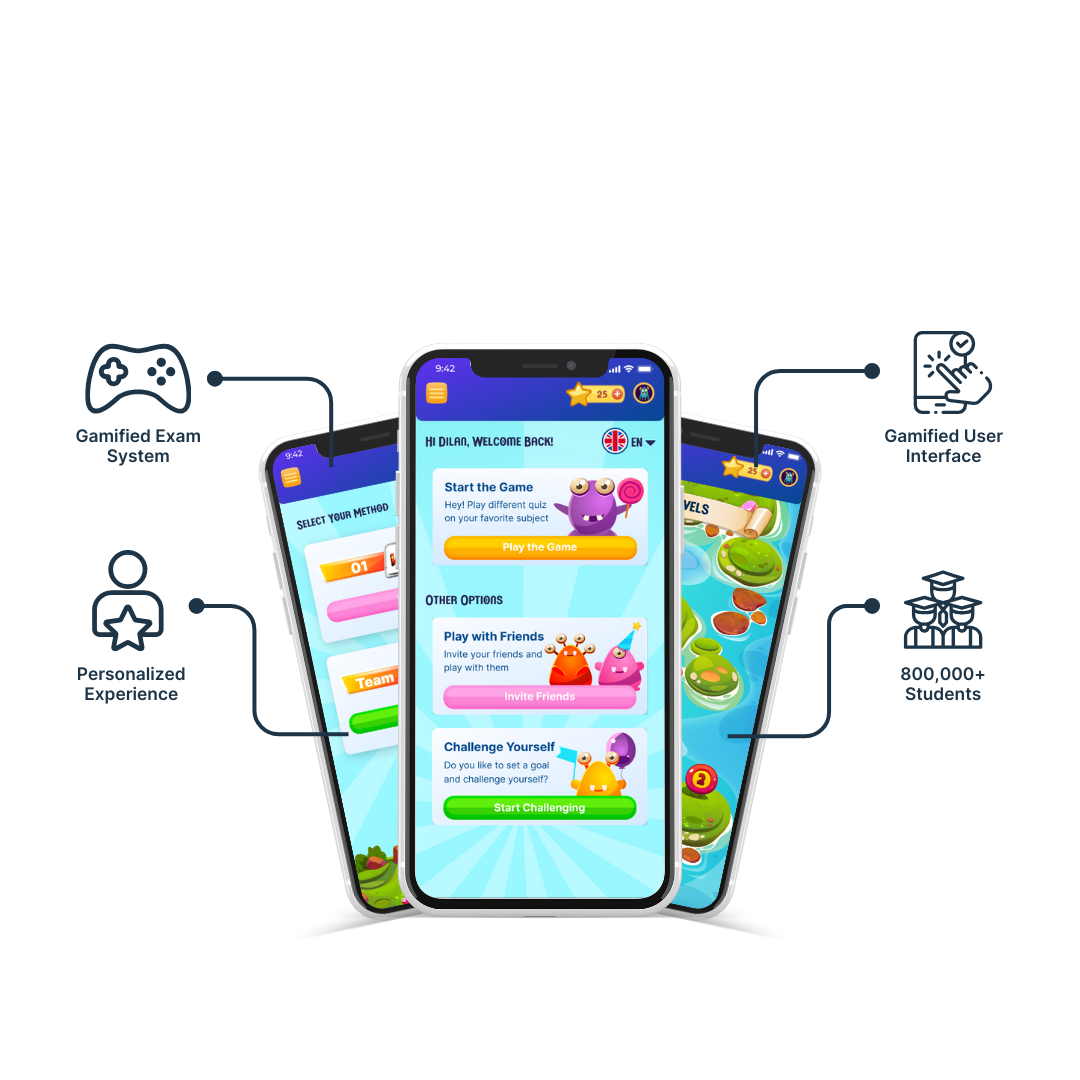 Gamified Exam
System
Personalized
Experience
9:42
SELECT YOUR METHOD
01
Team
9:42
25
HI DILAN, WELCOME BACK!
EN
Start the Game
Hey! Play different quiz
on your favorite subject
Play the Game
OTHER OPTIONS
Play with Friends
Invite your friends and
play with them
Invite Friends
Challenge Yourself
Do you like to set a goal
and challenge yourself?
Start Challenging
25
VELS
2
Gamified User
Interface
800,000+
Students